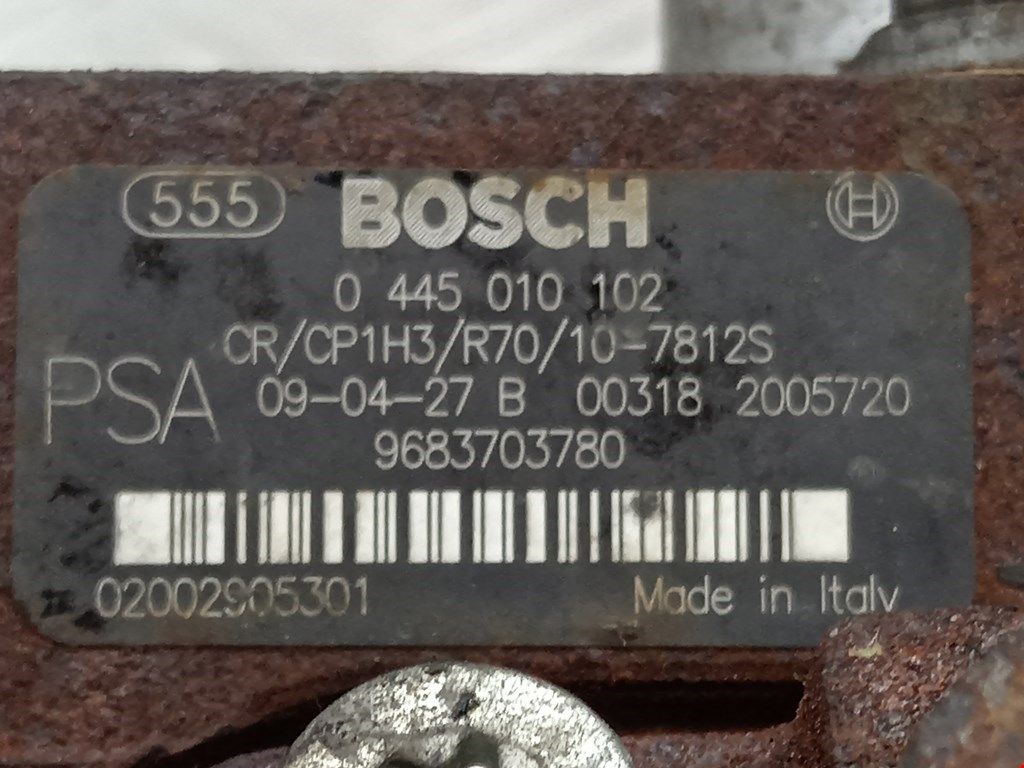 555 BOSCH
0 445 010 102
CR/CP1H3/R70/10-7812S
PSA
09-04-27 B 00318 2005720
9683703780
02002905301 Made in Italy